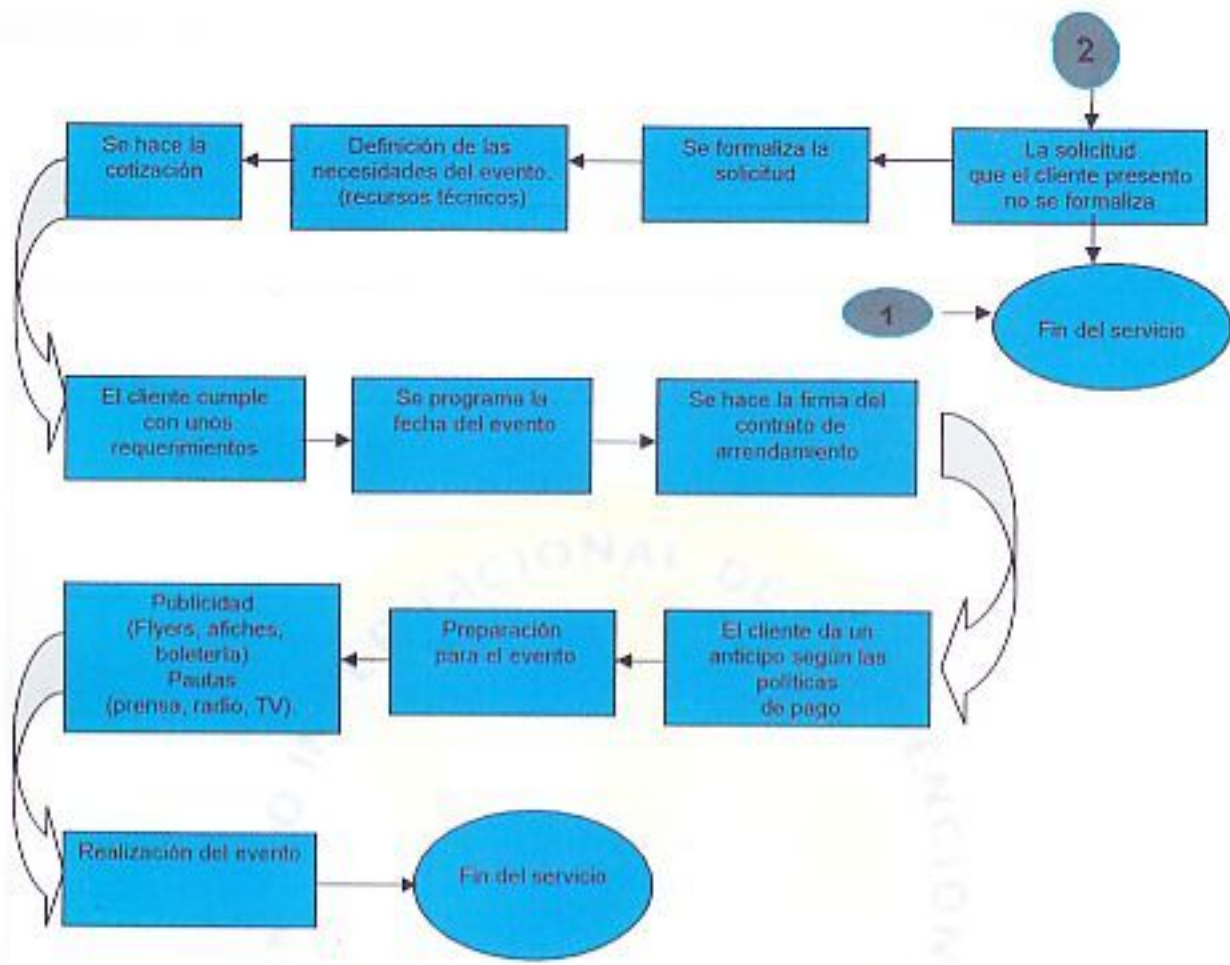 2
Se hace la
cotización
Definición de las
necesidades del evento.
(recursos técnicos)
Se formaliza la
solicitud
La solicitud
que el cliente presento
no se formaliza
1
Fin del servicio
El cliente cumple
con unos
requerimientos
Se programa la
fecha del evento
Se hace la firma del
contrato de
arrendamiento
Publicidad
(Flyers, afiches,
boletería)
Pautas
(prensa, radio, TV).
Preparación
para el evento
El cliente da un
anticipo según las
políticas
de pago
Realización del evento
Fin del servicio